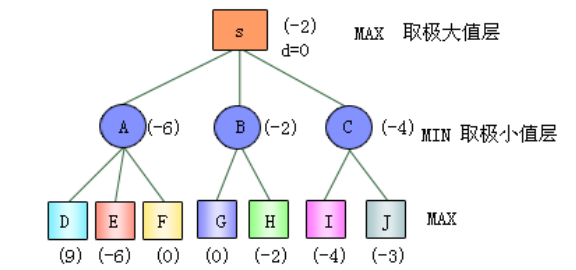 s (-2) MAX 取极大值层
d=0
A (-6) B (-2) C (-4) MIN 取极小值层
D E F G H I J MAX
(9) (-6) (0) (0) (-2) (-4) (-3)